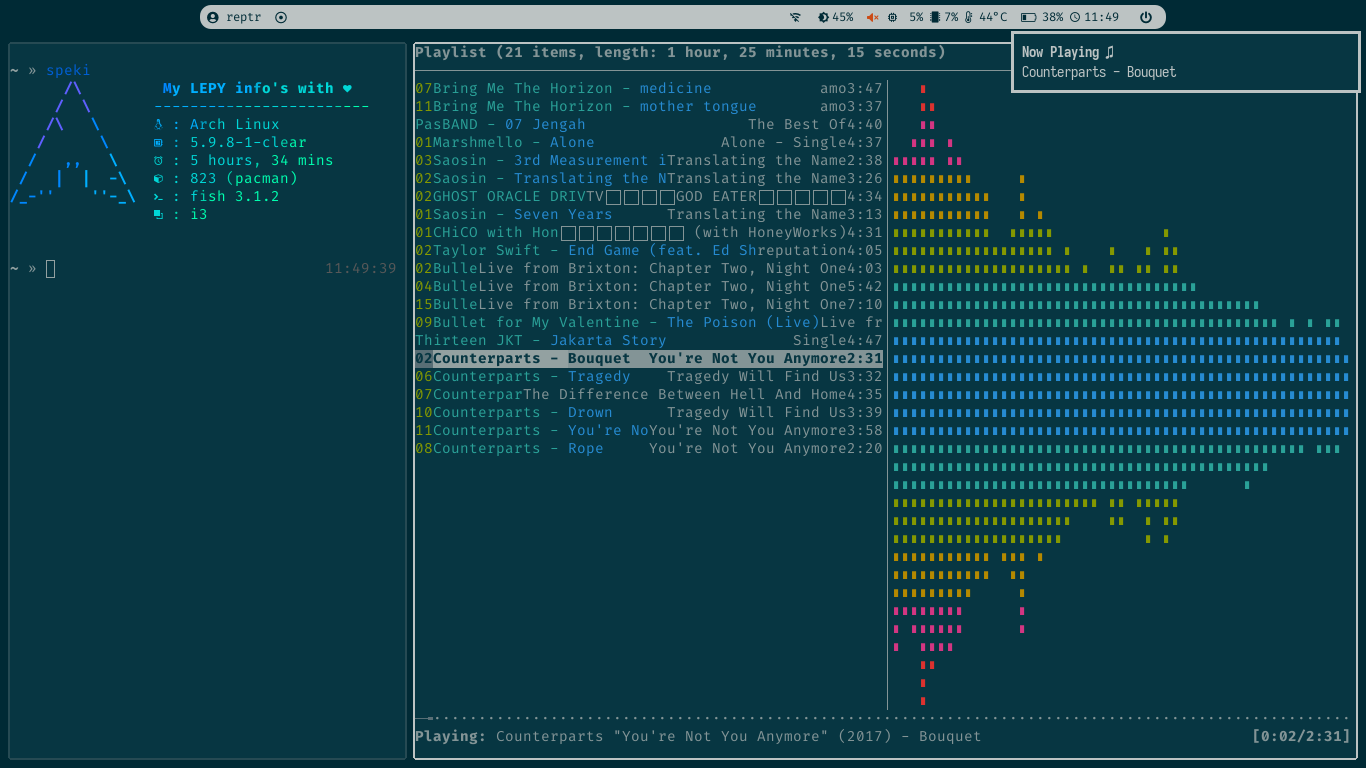 reptr
45% 5% 7% 44°C 38% 11:49
Now Playing ♫
Counterparts - Bouquet
~ » speki
My LEPY info's with ♥
------------------------
: Arch Linux
: 5.9.8-1-clear
: 5 hours, 34 mins
: 823 (pacman)
: fish 3.1.2
: i3
~ » 11:49:39
Playlist (21 items, length: 1 hour, 25 minutes, 15 seconds)
07Bring Me The Horizon - medicine amo3:47
11Bring Me The Horizon - mother tongue amo3:37
PasBAND - 07 Jengah The Best Of4:40
01Marshmello - Alone Alone - Single4:37
03Saosin - 3rd Measurement iTranslating the Name2:38
02Saosin - Translating the NTranslating the Name3:26
02GHOST ORACLE DRIVTV□□□□GOD EATER□□□□□4:34
01Saosin - Seven Years Translating the Name3:13
01CHiCO with Hon□□□□□□□ (with HoneyWorks)4:31
02Taylor Swift - End Game (feat. Ed Shreputation4:05
02BulleLive from Brixton: Chapter Two, Night One4:03
04BulleLive from Brixton: Chapter Two, Night One5:42
15BulleLive from Brixton: Chapter Two, Night One7:10
09Bullet for My Valentine - The Poison (Live)Live fr
Thirteen JKT - Jakarta Story Single4:47
02Counterparts - Bouquet You're Not You Anymore2:31
06Counterparts - Tragedy Tragedy Will Find Us3:32
07CounterparThe Difference Between Hell And Home4:35
10Counterparts - Drown Tragedy Will Find Us3:39
11Counterparts - You're NoYou're Not You Anymore3:58
08Counterparts - Rope You're Not You Anymore2:20
Playing: Counterparts "You're Not You Anymore" (2017) - Bouquet [0:02/2:31]